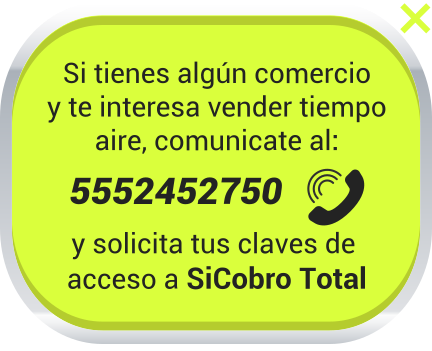 Si tienes algún comercio
y te interesa vender tiempo
aire, comunicate al:
5552452750
y solicita tus claves de
acceso a SiCobro Total